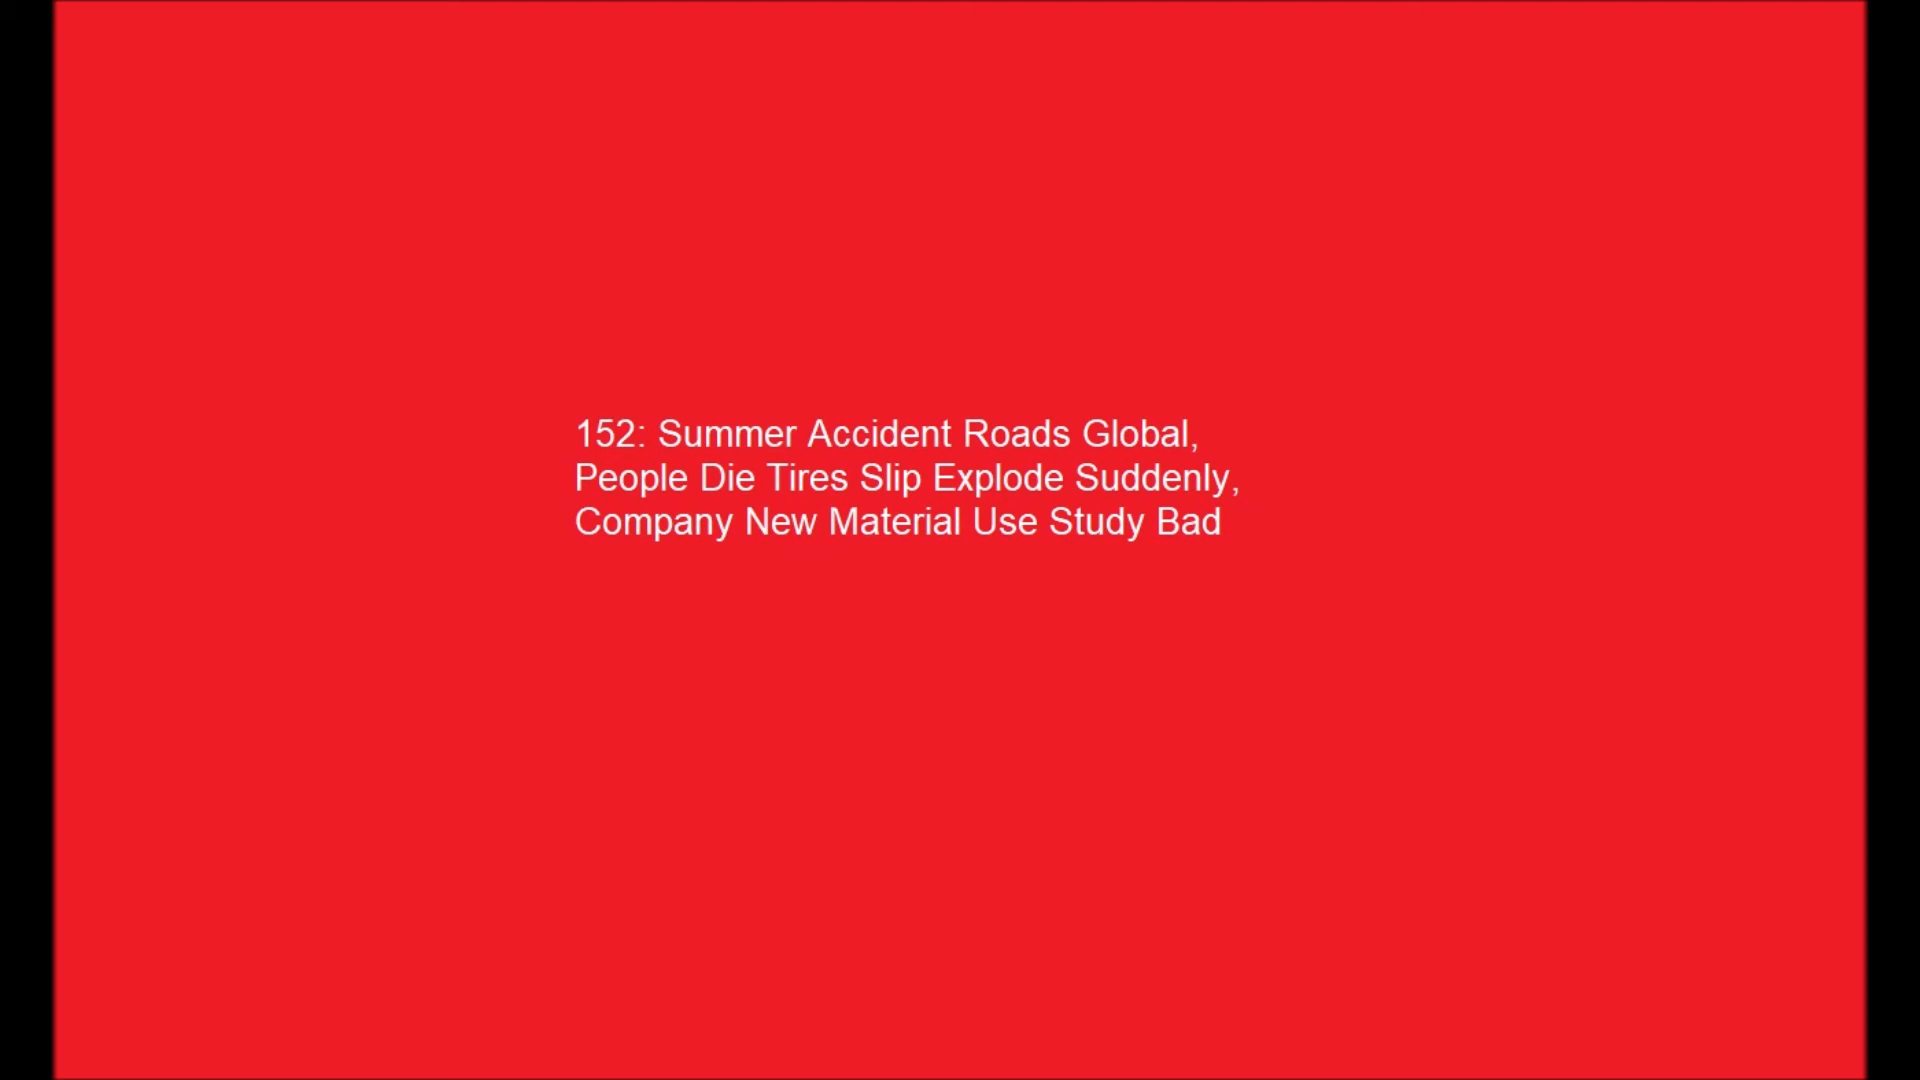 152: Summer Accident Roads Global,
People Die Tires Slip Explode Suddenly,
Company New Material Use Study Bad